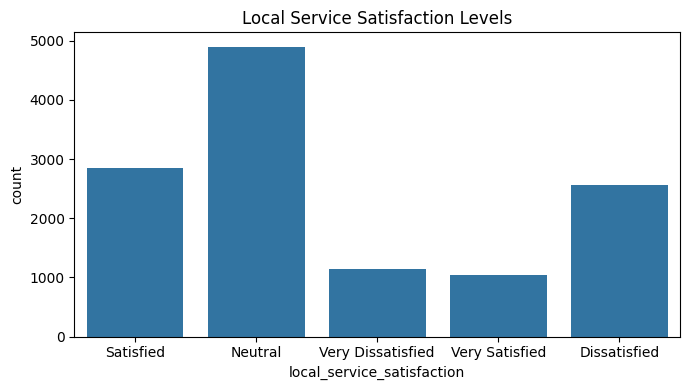 Local Service Satisfaction Levels
5000
4000
3000
2000
1000
0
count
Satisfied Neutral Very Dissatisfied Very Satisfied Dissatisfied
local_service_satisfaction